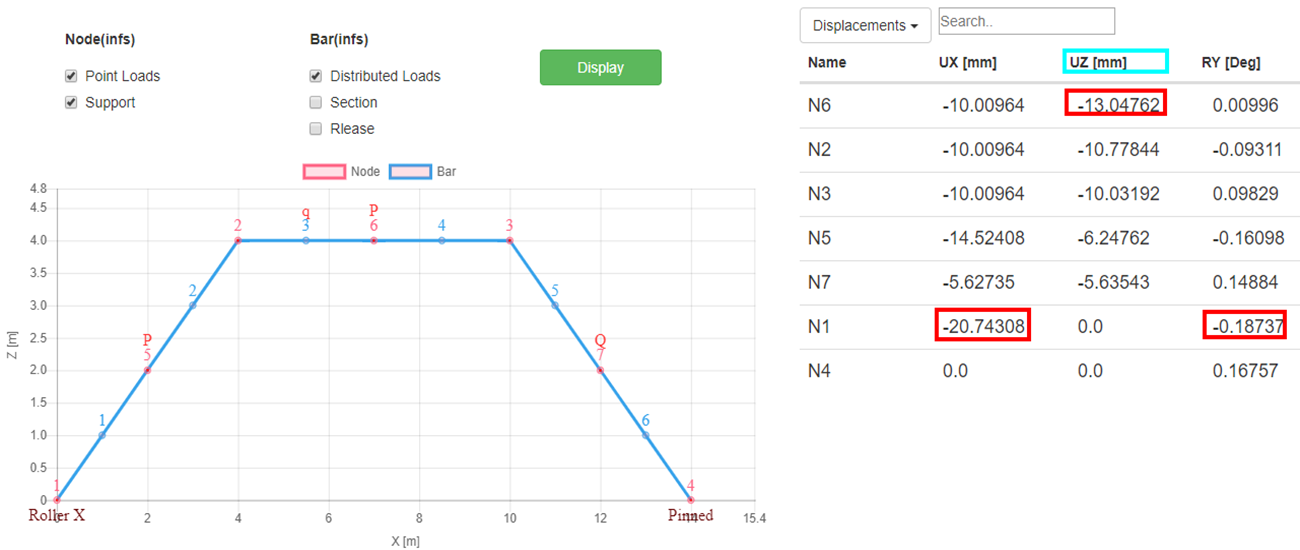 Node(infs)
Point Loads
Support
Bar(infs)
Distributed Loads
Section
Rlease
Display
Node Bar
4.8
4.5
4.0
3.5
3.0
2.5
2.0
1.5
1.0
0.5
0
Z [m]
2 q 3 P 6 4 3
2 5
P 5 Q 7
1 6
1 4
Roller X Pinned
2 4 6 8 10 12 15.4
X [m]
Displacements
Search..
Name UX [mm] UZ [mm] RY [Deg]
N6 -10.00964 -13.04762 0.00996
N2 -10.00964 -10.77844 -0.09311
N3 -10.00964 -10.03192 0.09829
N5 -14.52408 -6.24762 -0.16098
N7 -5.62735 -5.63543 0.14884
N1 -20.74308 0.0 -0.18737
N4 0.0 0.0 0.16757